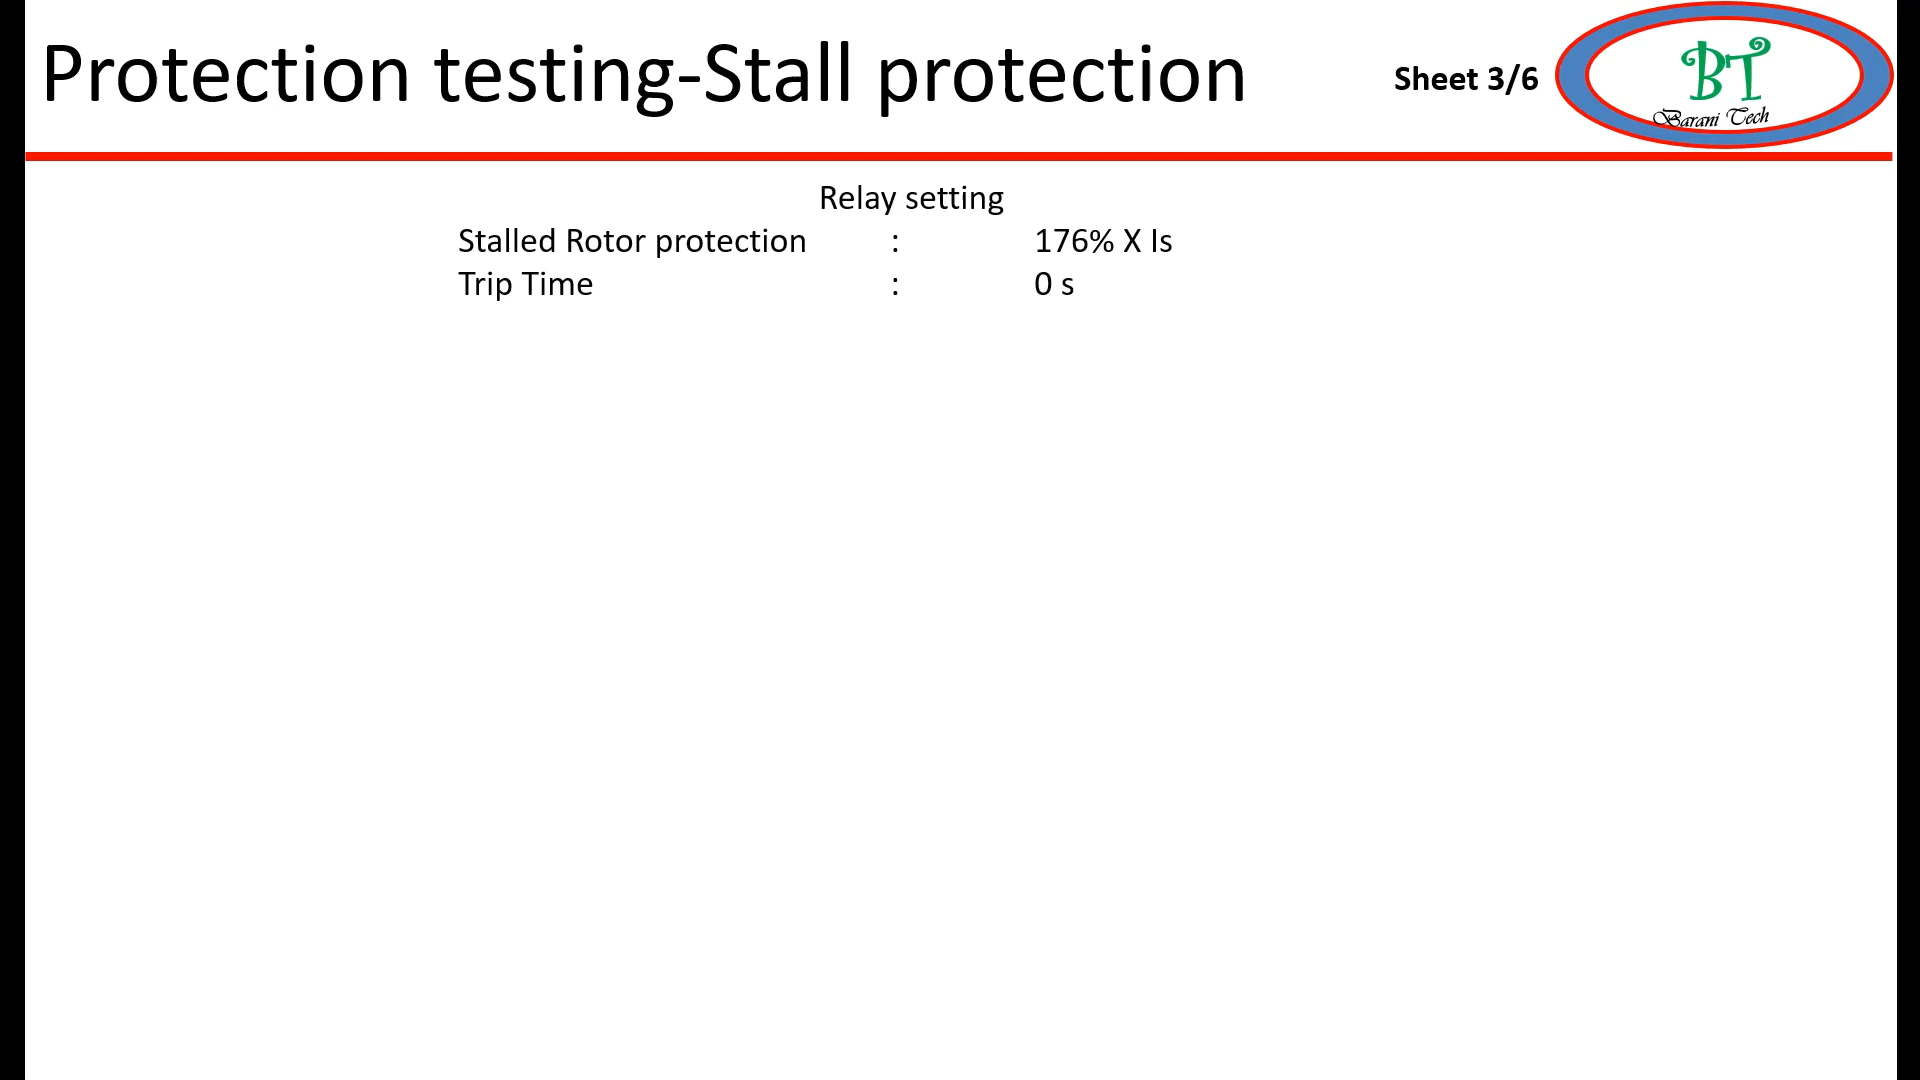 Protection testing-Stall protection
Sheet 3/6
BT
Barani Tech
Relay setting
Stalled Rotor protection : 176% X Is
Trip Time : 0 s